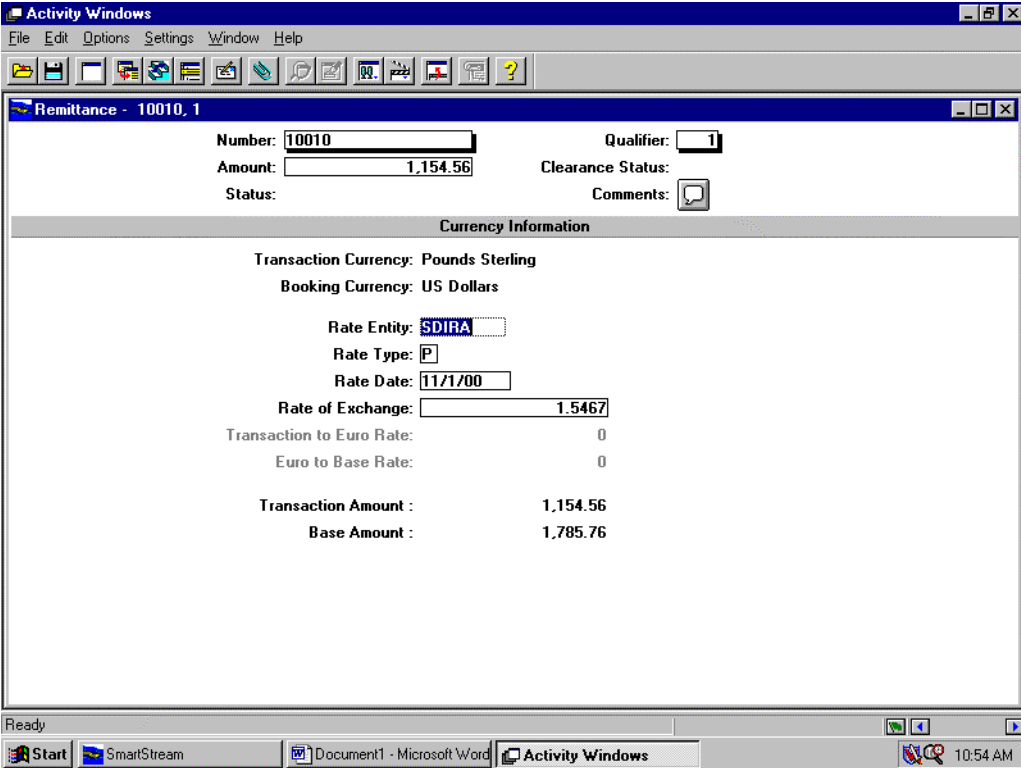 Activity Windows
File Edit Options Settings Window Help
Remittance - 10010, 1
Number: 10010 Qualifier: 1
Amount: 1,154.56 Clearance Status:
Status: Comments:
Currency Information
Transaction Currency: Pounds Sterling
Booking Currency: US Dollars
Rate Entity: SDIRA
Rate Type: P
Rate Date: 11/1/00
Rate of Exchange: 1.5467
Transaction to Euro Rate: 0
Euro to Base Rate: 0
Transaction Amount : 1,154.56
Base Amount : 1,785.76
Ready
Start SmartStream Document1 - Microsoft Word Activity Windows 10:54 AM